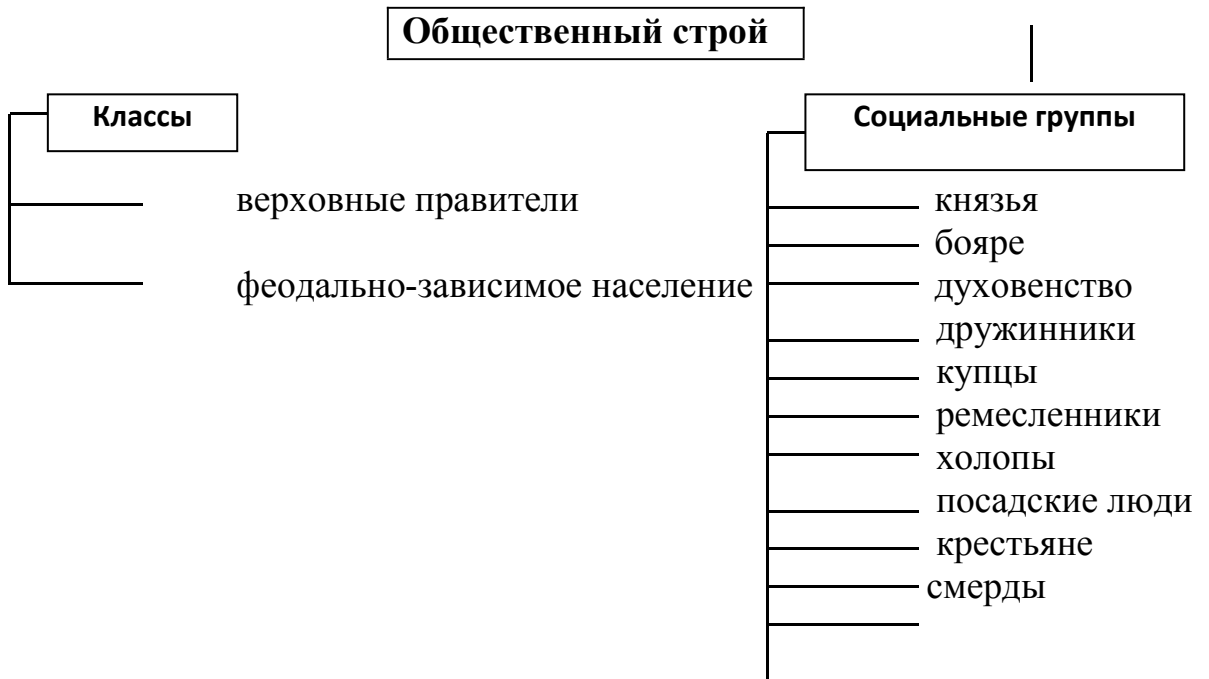 Общественный строй
Классы
верховные правители
феодально-зависимое население
Социальные группы
князья
бояре
духовенство
дружинники
купцы
ремесленники
холопы
посадские люди
крестьяне
смерды